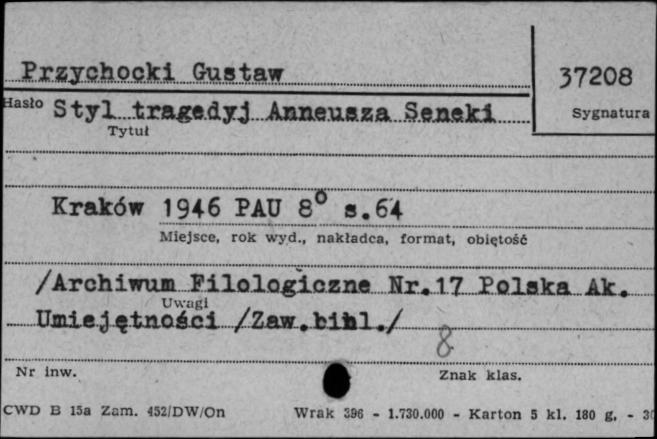 Przychocki Gustaw
37208
Hasło Styl tragedyj Anneusza Seneki
Sygnatura
Tytuł
Kraków 1946 PAU 8° s.64
Miejsce, rok wyd., nakładca, format, objętość
/Archiwum Filologiczne Nr.17 Polska Ak.
Uwagi
Umiejętności /Zaw.bibl./
8
Nr inw.
Znak klas.
CWD B 15a Zam. 452/DW/On Wrak 396 - 1.730.000 - Karton 5 kl. 180 g. - 30